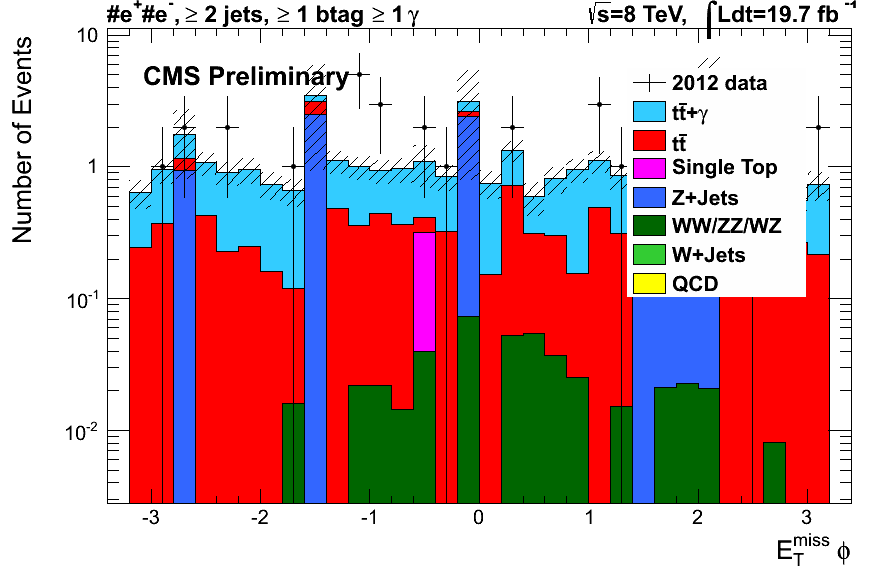 #e⁺#e⁻, ≥ 2 jets, ≥ 1 btag ≥ 1 γ √s=8 TeV, ∫Ldt=19.7 fb⁻¹
CMS Preliminary
2012 data
tt̄+γ
tt̄
Single Top
Z+Jets
WW/ZZ/WZ
W+Jets
QCD
Number of Events
10
1
10⁻¹
10⁻²
-3 -2 -1 0 1 2 3
E_T^miss ϕ